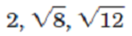 2, √8, √12